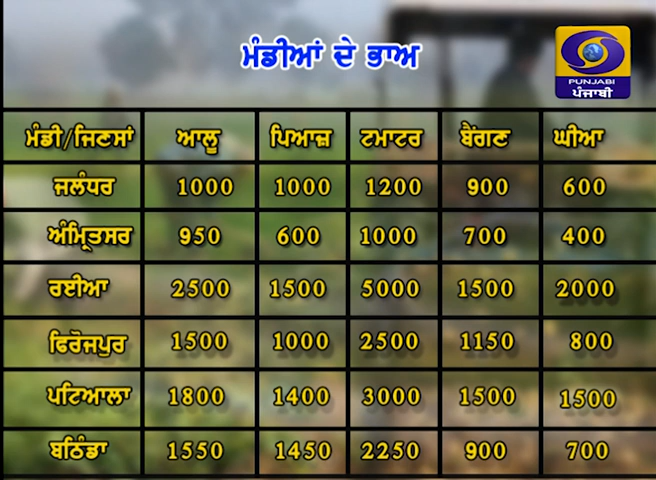 ਮੰਡੀਆਂ ਦੇ ਭਾਅ
PUNJABI
ਪੰਜਾਬੀ
ਮੰਡੀ/ਜਿਣਸਾਂ ਆਲੂ ਪਿਆਜ਼ ਟਮਾਟਰ ਬੈਂਗਣ ਘੀਆ
ਜਲੰਧਰ 1000 1000 1200 900 600
ਅੰਮ੍ਰਿਤਸਰ 950 600 1000 700 400
ਰਈਆ 2500 1500 5000 1500 2000
ਫਿਰੋਜਪੁਰ 1500 1000 2500 1150 800
ਪਟਿਆਲਾ 1800 1400 3000 1500 1500
ਬਠਿੰਡਾ 1550 1450 2250 900 700